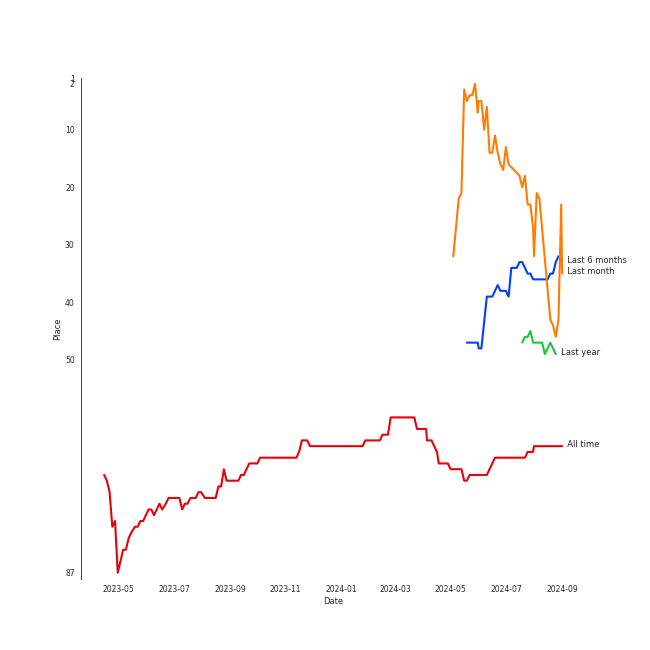 1
2
10
20
30
40
50
87
Place
Last 6 months
Last month
Last year
All time
2023-05
2023-07
2023-09
2023-11
2024-01
2024-03
2024-05
2024-07
2024-09
Date